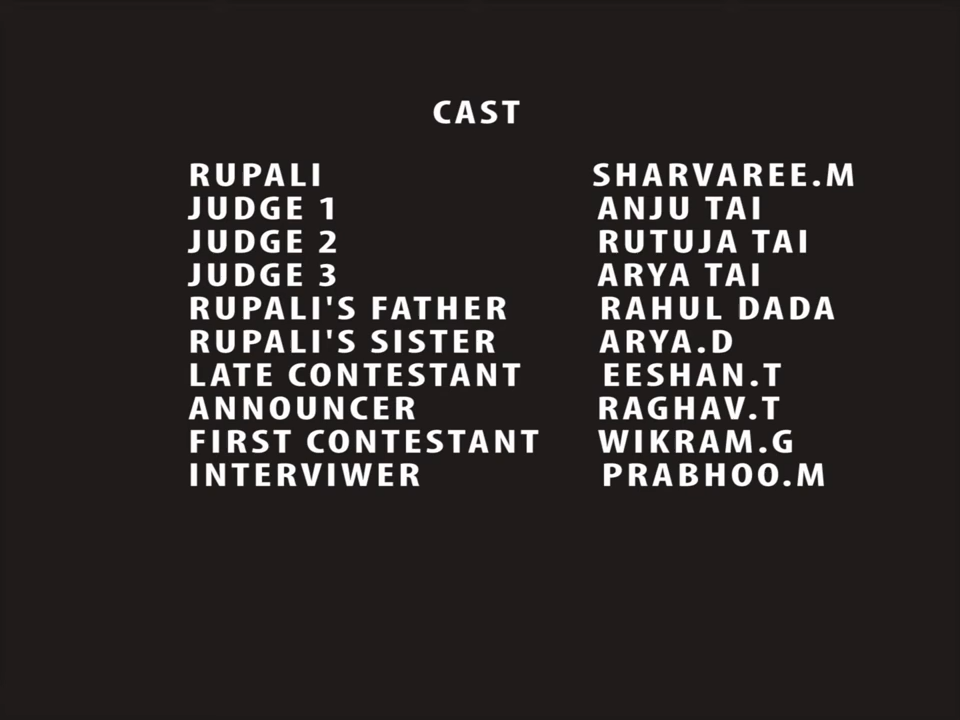 CAST
RUPALI SHARVAREE.M
JUDGE 1 ANJU TAI
JUDGE 2 RUTUJA TAI
JUDGE 3 ARYA TAI
RUPALI'S FATHER RAHUL DADA
RUPALI'S SISTER ARYA.D
LATE CONTESTANT EESHAN.T
ANNOUNCER RAGHAV.T
FIRST CONTESTANT WIKRAM.G
INTERVIWER PRABHOO.M